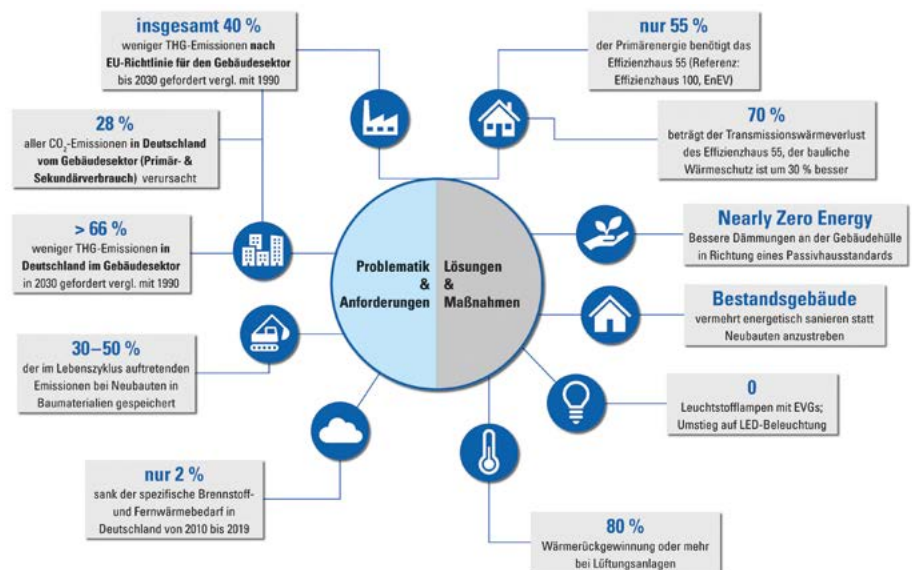 insgesamt 40 %
weniger THG-Emissionen nach
EU-Richtlinie für den Gebäudesektor
bis 2030 gefordert vergl. mit 1990
28 %
aller CO₂-Emissionen in Deutschland
vom Gebäudesektor (Primär- &
Sekundärverbrauch) verursacht
> 66 %
weniger THG-Emissionen in
Deutschland im Gebäudesektor
in 2030 gefordert vergl. mit 1990
30–50 %
der im Lebenszyklus auftretenden
Emissionen bei Neubauten in
Baumaterialien gespeichert
nur 2 %
sank der spezifische Brennstoff-
und Fernwärmebedarf in
Deutschland von 2010 bis 2019
Problematik
&
Anforderungen
Lösungen
&
Maßnahmen
nur 55 %
der Primärenergie benötigt das
Effizienzhaus 55 (Referenz:
Effizienzhaus 100, EnEV)
70 %
beträgt der Transmissionswärmeverlust
des Effizienzhaus 55, der bauliche
Wärmeschutz ist um 30 % besser
Nearly Zero Energy
Bessere Dämmungen an der Gebäudehülle
in Richtung eines Passivhausstandards
Bestandsgebäude
vermehrt energetisch sanieren statt
Neubauten anzustreben
0
Leuchtstofflampen mit EVGs;
Umstieg auf LED-Beleuchtung
80 %
Wärmerückgewinnung oder mehr
bei Lüftungsanlagen